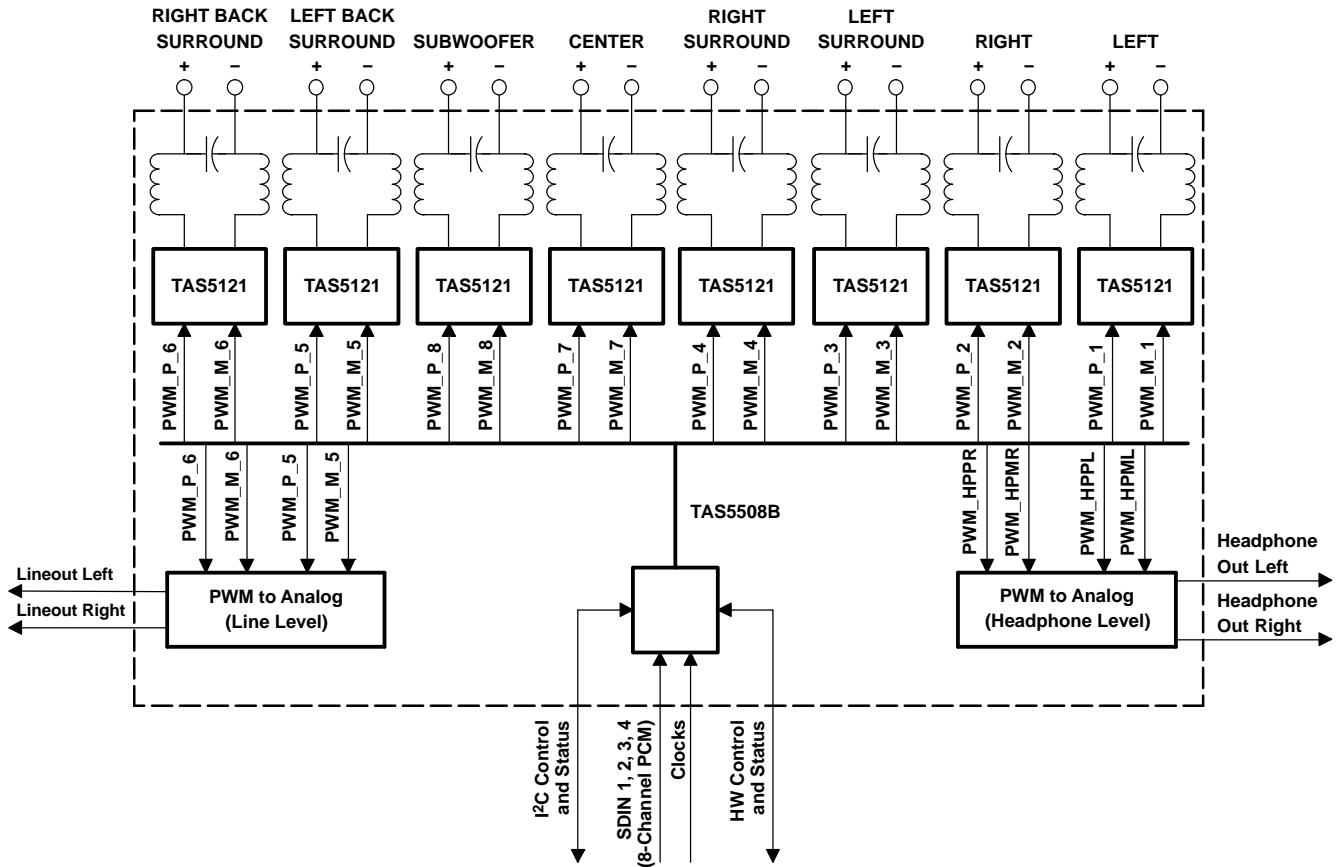 RIGHT BACK
SURROUND
LEFT BACK
SURROUND
SUBWOOFER
CENTER
RIGHT
SURROUND
LEFT
SURROUND
RIGHT
LEFT
+ – + – + – + – + – + – + – + –
TAS5121 TAS5121 TAS5121 TAS5121 TAS5121 TAS5121 TAS5121 TAS5121
PWM_P_6
PWM_M_6
PWM_P_5
PWM_M_5
PWM_P_8
PWM_M_8
PWM_P_7
PWM_M_7
PWM_P_4
PWM_M_4
PWM_P_3
PWM_M_3
PWM_P_2
PWM_M_2
PWM_P_1
PWM_M_1
PWM_P_6
PWM_M_6
PWM_P_5
PWM_M_5
TAS5508B
PWM_HPPR
PWM_HPMR
PWM_HPPL
PWM_HPML
Lineout Left
Lineout Right
PWM to Analog
(Line Level)
PWM to Analog
(Headphone Level)
Headphone
Out Left
Headphone
Out Right
I²C Control
and Status
SDIN 1, 2, 3, 4
(8-Channel PCM)
Clocks
HW Control
and Status